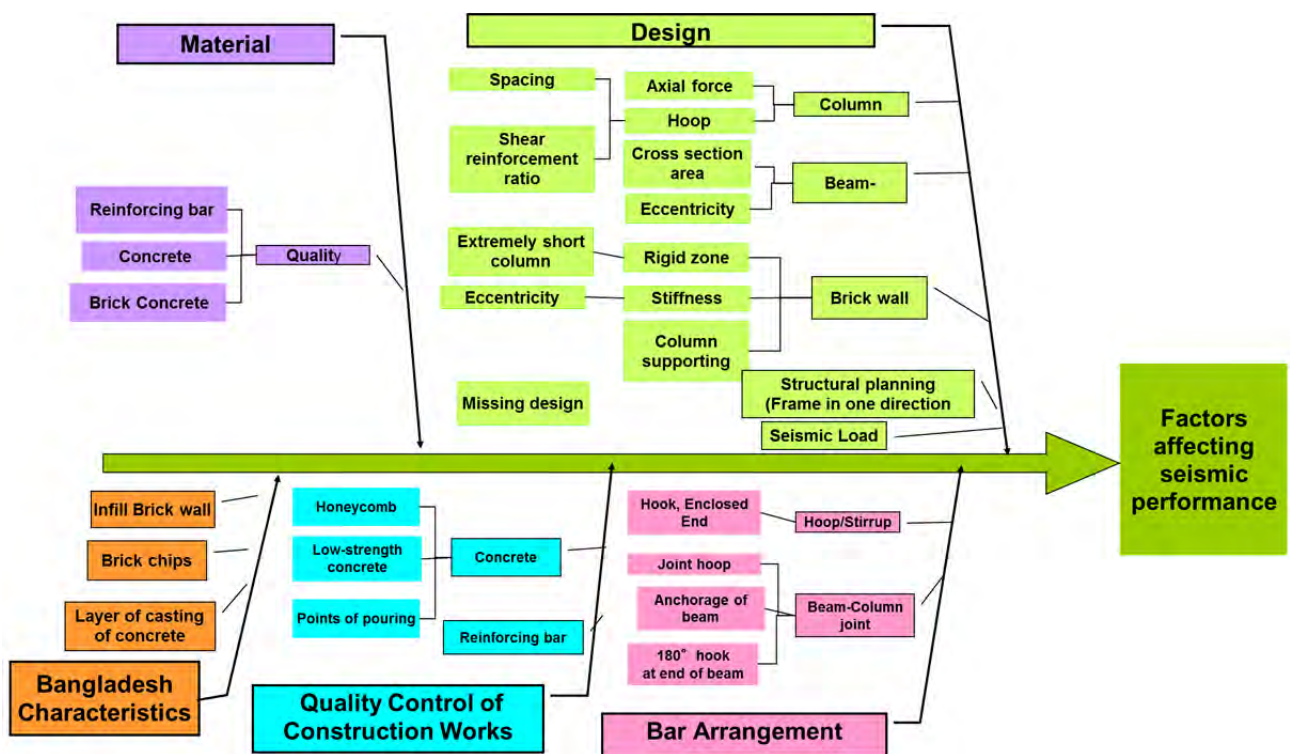 Material
Design
Spacing
Axial force
Column
Hoop
Shear
reinforcement
ratio
Cross section
area
Beam-
Eccentricity
Reinforcing bar
Concrete
Quality
Brick Concrete
Extremely short
column
Rigid zone
Eccentricity
Stiffness
Brick wall
Column
supporting
Missing design
Structural planning
(Frame in one direction
Seismic Load
Factors
affecting
seismic
performance
Infill Brick wall
Brick chips
Layer of casting
of concrete
Bangladesh
Characteristics
Honeycomb
Low-strength
concrete
Concrete
Points of pouring
Reinforcing bar
Quality Control of
Construction Works
Hook, Enclosed
End
Hoop/Stirrup
Joint hoop
Anchorage of
beam
Beam-Column
joint
180° hook
at end of beam
Bar Arrangement